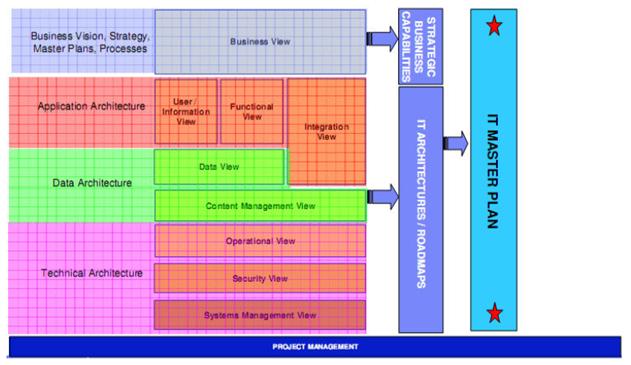 Business Vision, Strategy,
Master Plans, Processes
Business View
STRATEGIC
BUSINESS
CAPABILITIES
Application Architecture
User/
Information
View
Functional
View
Integration
View
Data Architecture
Data View
Content Management View
Technical Architecture
Operational View
Security View
Systems Management View
IT ARCHITECTURES / ROADMAPS
IT MASTER PLAN
PROJECT MANAGEMENT